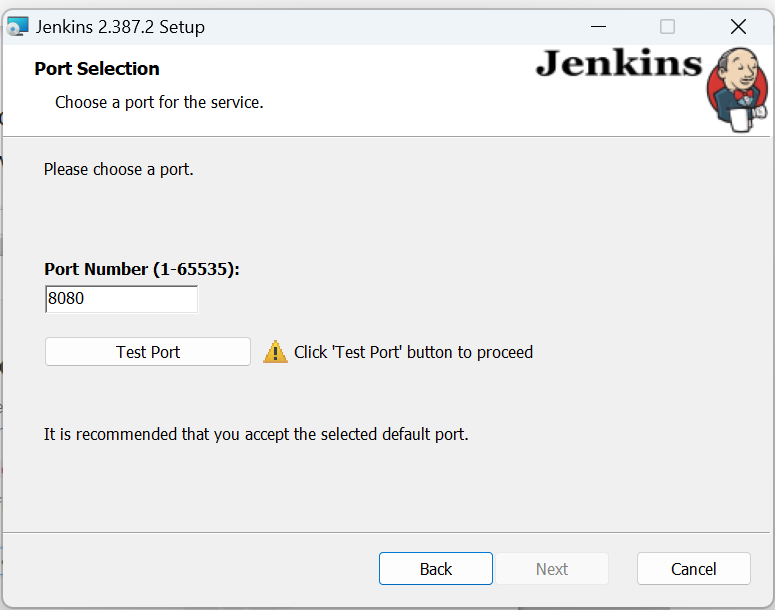 Jenkins 2.387.2 Setup
Port Selection
Jenkins
Choose a port for the service.
Please choose a port.
Port Number (1-65535):
8080
Test Port
Click 'Test Port' button to proceed
It is recommended that you accept the selected default port.
Back
Next
Cancel